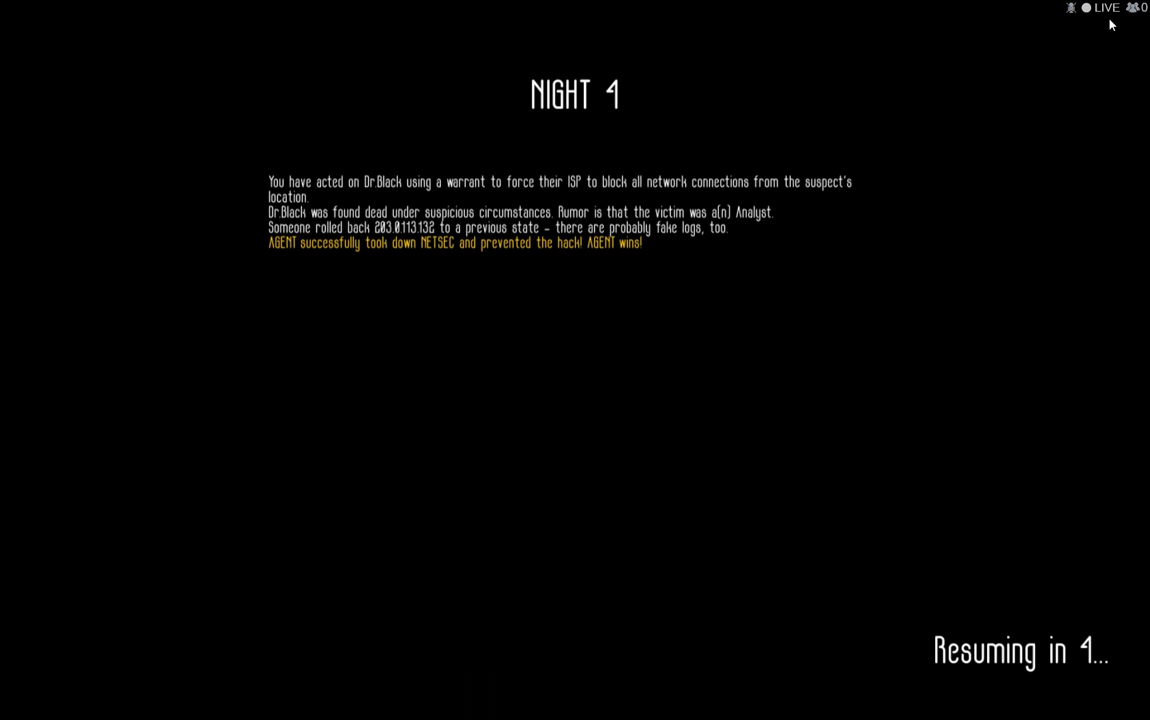 LIVE 0
NIGHT 4
You have acted on Dr.Black using a warrant to force their ISP to block all network connections from the suspect's
location.
Dr.Black was found dead under suspicious circumstances. Rumor is that the victim was a(n) Analyst.
Someone rolled back 203.0.113.132 to a previous state - there are probably fake logs, too.
AGENT successfully took down NETSEC and prevented the hack! AGENT wins!
Resuming in 4...